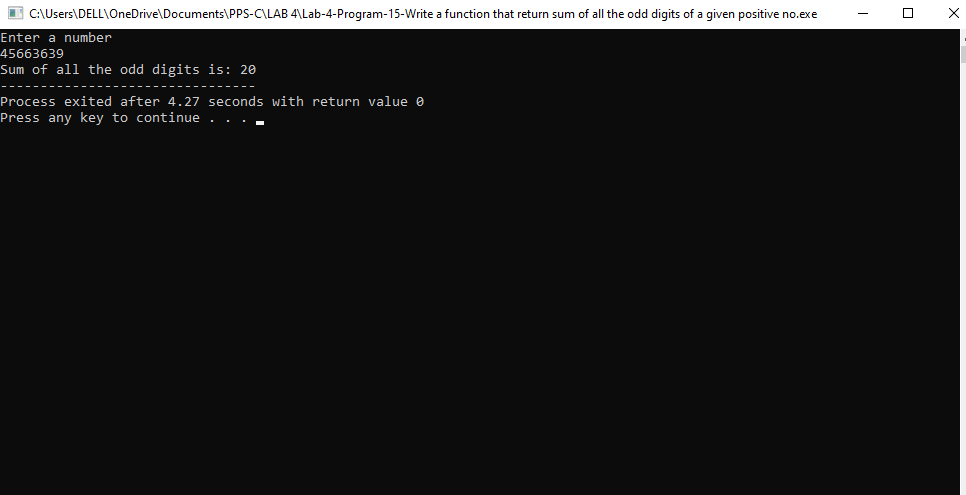 C:\Users\DELL\OneDrive\Documents\PPS-C\LAB 4\Lab-4-Program-15-Write a function that return sum of all the odd digits of a given positive no.exe
Enter a number
45663639
Sum of all the odd digits is: 20
--------------------------------
Process exited after 4.27 seconds with return value 0
Press any key to continue . . .